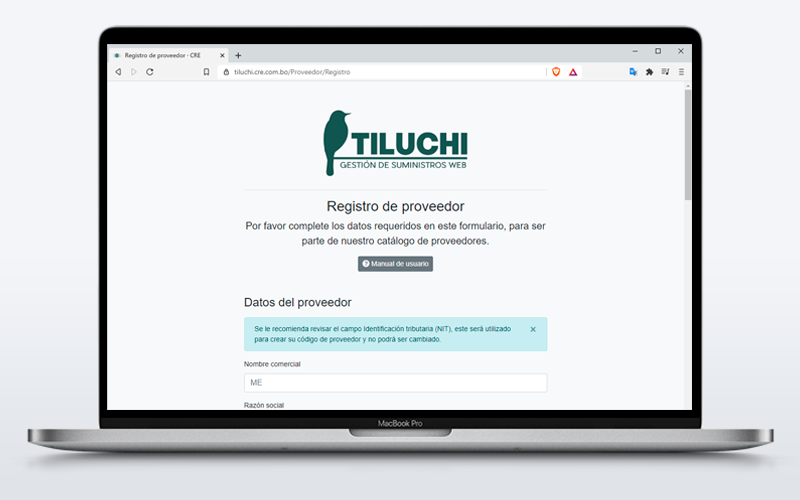 Registro de proveedor - CRE
tiluchi.cre.com.bo/Proveedor/Registro
TILUCHI
GESTIÓN DE SUMINISTROS WEB
Registro de proveedor
Por favor complete los datos requeridos en este formulario, para ser
parte de nuestro catálogo de proveedores.
Manual de usuario
Datos del proveedor
Se le recomienda revisar el campo Identificación tributaria (NIT), este será utilizado
para crear su código de proveedor y no podrá ser cambiado.
Nombre comercial
ME
Razón social
MacBook Pro